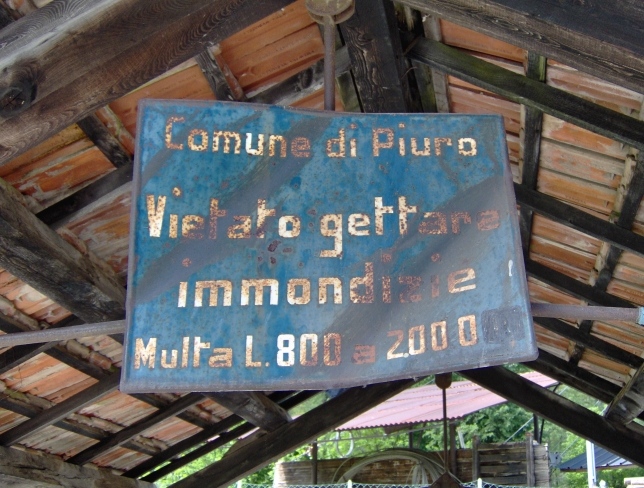 Comune di Piuro
Vietato gettare
immondizie
Multa L. 800 a 2000